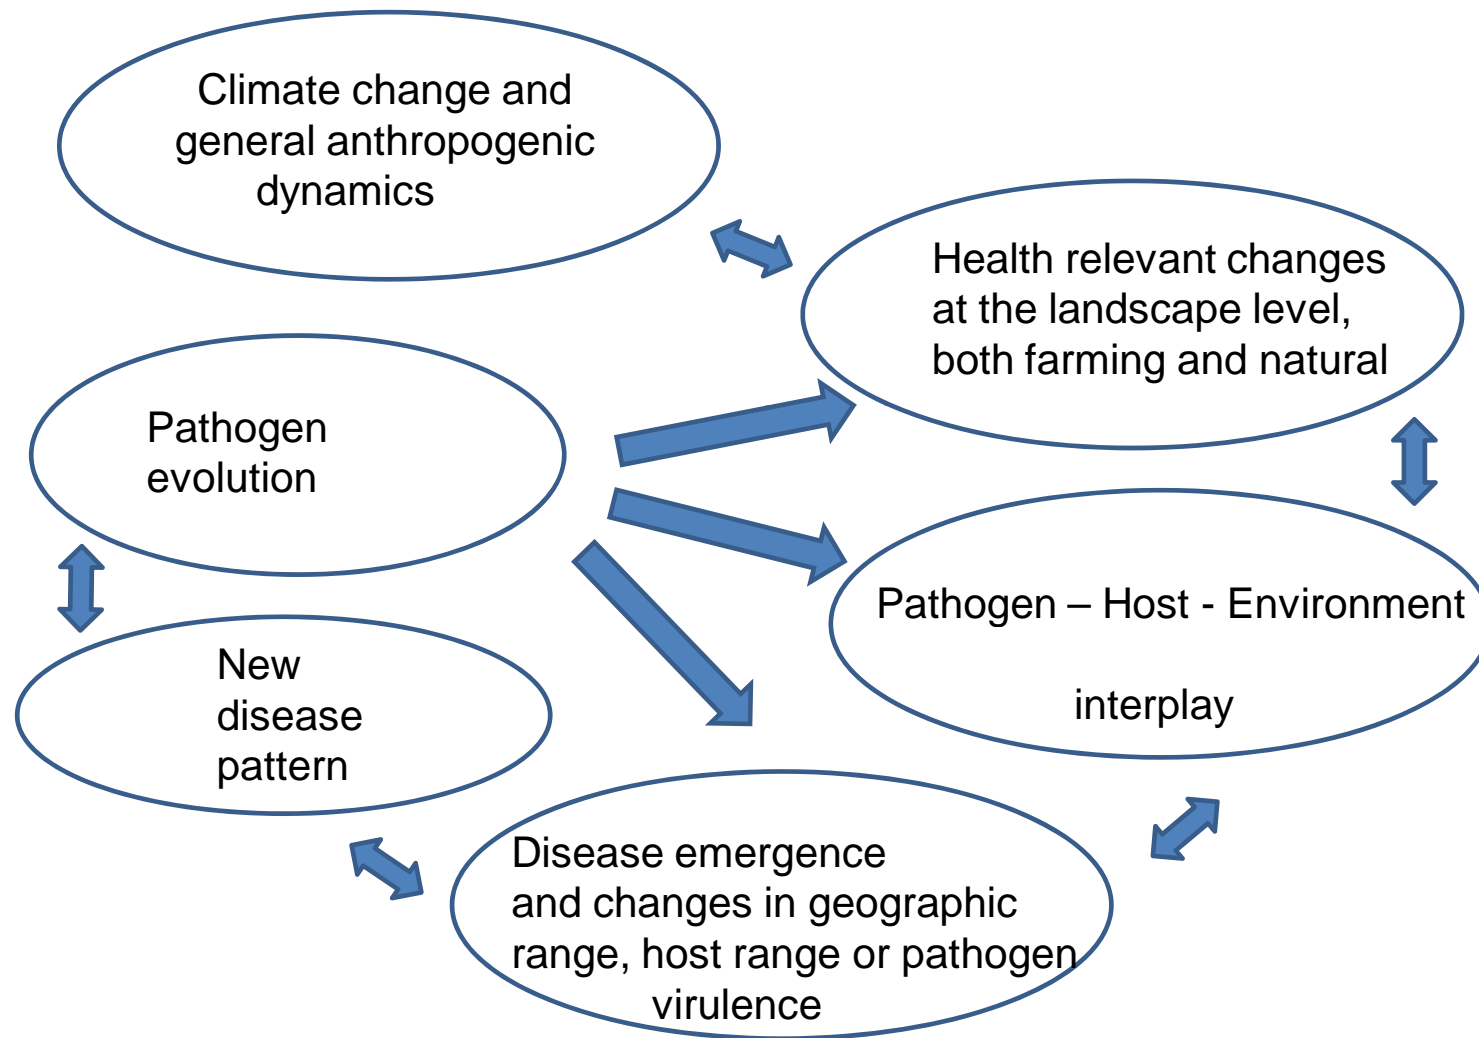 Climate change and
general anthropogenic
dynamics
Health relevant changes
at the landscape level,
both farming and natural
Pathogen
evolution
Pathogen – Host - Environment
interplay
New
disease
pattern
Disease emergence
and changes in geographic
range, host range or pathogen
virulence